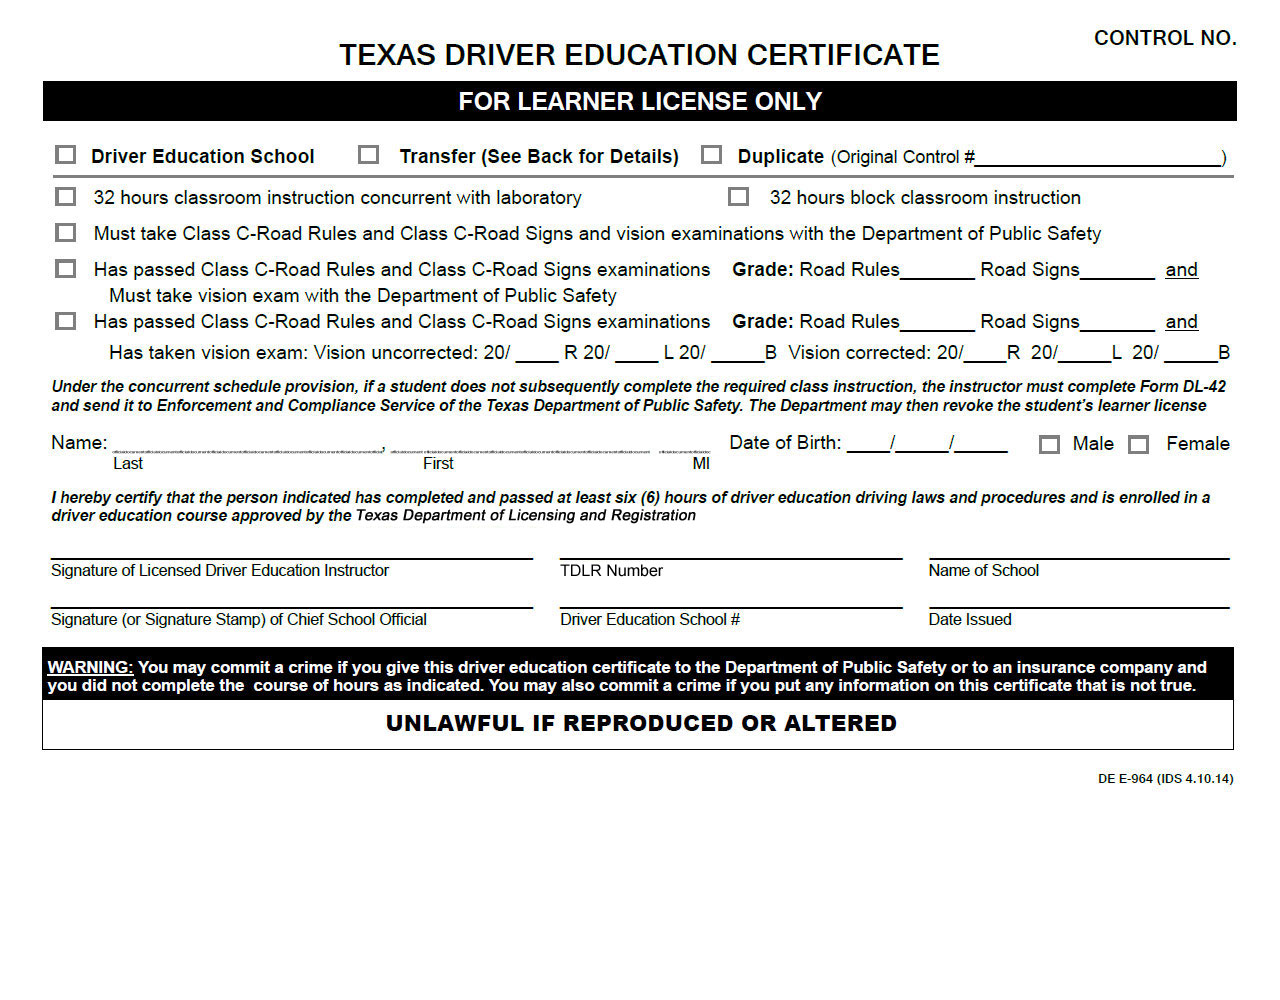 CONTROL NO.
TEXAS DRIVER EDUCATION CERTIFICATE
FOR LEARNER LICENSE ONLY
Driver Education School Transfer (See Back for Details) Duplicate (Original Control #_______________________)
32 hours classroom instruction concurrent with laboratory 32 hours block classroom instruction
Must take Class C-Road Rules and Class C-Road Signs and vision examinations with the Department of Public Safety
Has passed Class C-Road Rules and Class C-Road Signs examinations Grade: Road Rules_______ Road Signs_______ and
Must take vision exam with the Department of Public Safety
Has passed Class C-Road Rules and Class C-Road Signs examinations Grade: Road Rules_______ Road Signs_______ and
Has taken vision exam: Vision uncorrected: 20/ ____ R 20/ ____ L 20/ _____B Vision corrected: 20/____R 20/_____L 20/ _____B
Under the concurrent schedule provision, if a student does not subsequently complete the required class instruction, the instructor must complete Form DL-42
and send it to Enforcement and Compliance Service of the Texas Department of Public Safety. The Department may then revoke the student's learner license
Name: , Date of Birth: ____/_____/_____ Male Female
Last First MI
I hereby certify that the person indicated has completed and passed at least six (6) hours of driver education driving laws and procedures and is enrolled in a
driver education course approved by the Texas Department of Licensing and Registration
Signature of Licensed Driver Education Instructor TDLR Number Name of School
Signature (or Signature Stamp) of Chief School Official Driver Education School # Date Issued
WARNING: You may commit a crime if you give this driver education certificate to the Department of Public Safety or to an insurance company and
you did not complete the course of hours as indicated. You may also commit a crime if you put any information on this certificate that is not true.
UNLAWFUL IF REPRODUCED OR ALTERED
DE E-964 (IDS 4.10.14)